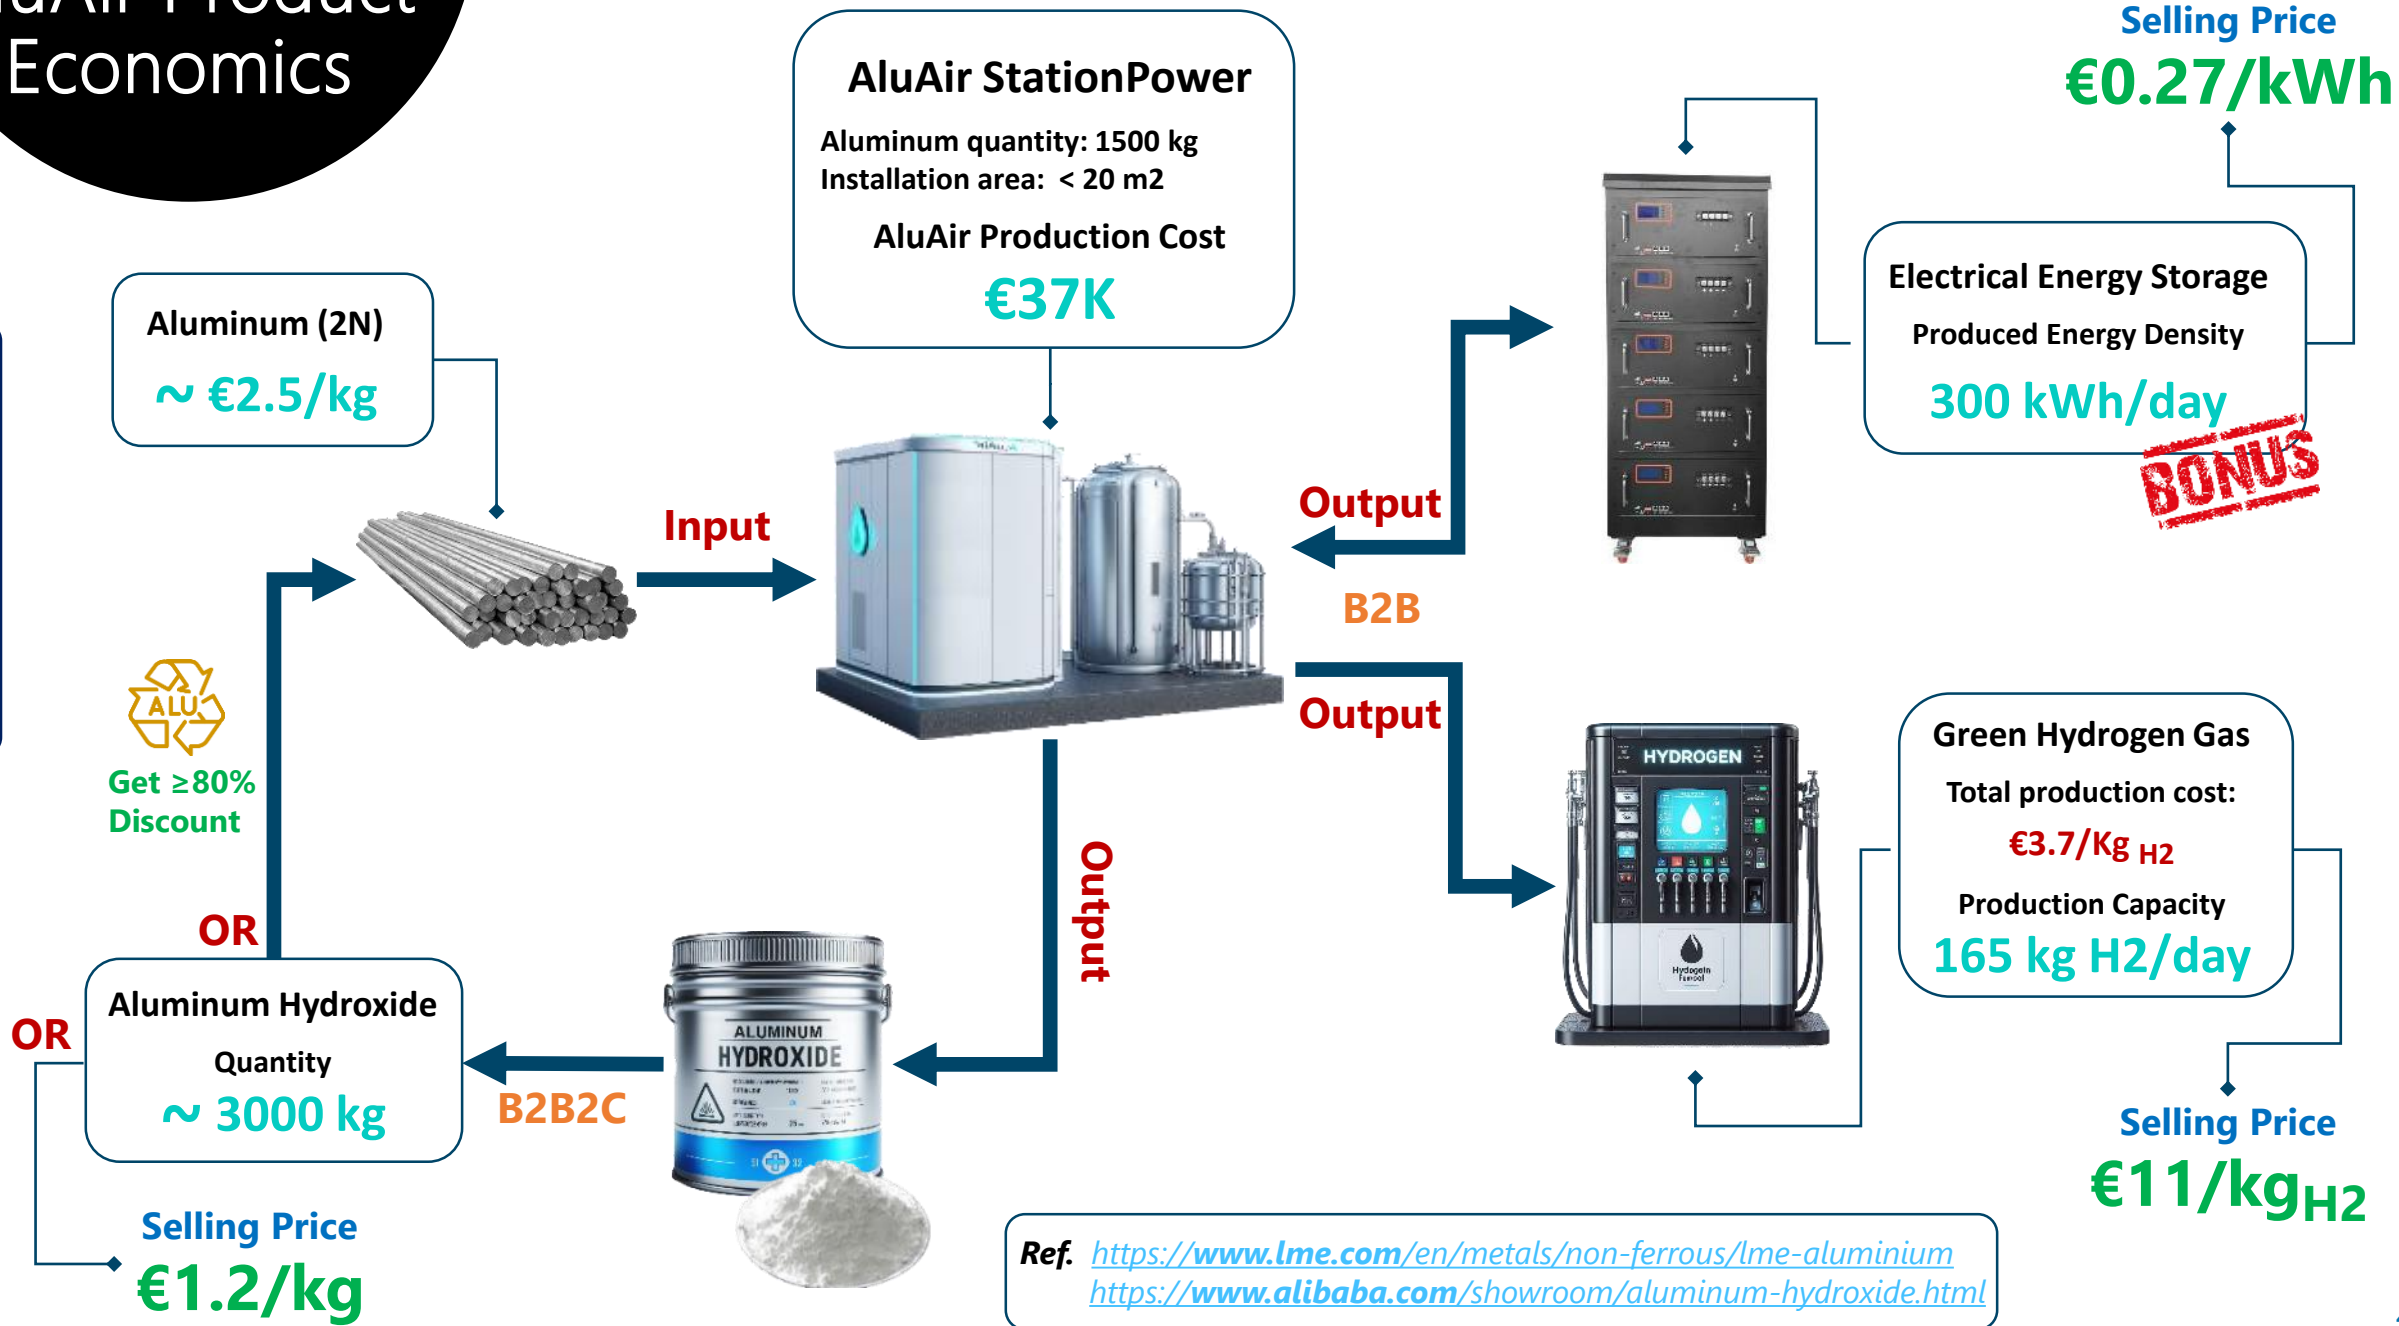 Economics
AluAir StationPower
Aluminum quantity: 1500 kg
Installation area: < 20 m2
AluAir Production Cost
€37K
Selling Price
€0.27/kWh
Electrical Energy Storage
Produced Energy Density
300 kWh/day
BONUS
Aluminum (2N)
~ €2.5/kg
Input
Output
B2B
Output
ALU
Get ≥80%
Discount
OR
OR
Aluminum Hydroxide
Quantity
~ 3000 kg
B2B2C
Output
ALUMINUM
HYDROXIDE
HYDROGEN
Green Hydrogen Gas
Total production cost:
€3.7/Kg H2
Production Capacity
165 kg H2/day
Selling Price
€11/kgH2
Selling Price
€1.2/kg
Ref. https://www.lme.com/en/metals/non-ferrous/lme-aluminium
https://www.alibaba.com/showroom/aluminum-hydroxide.html